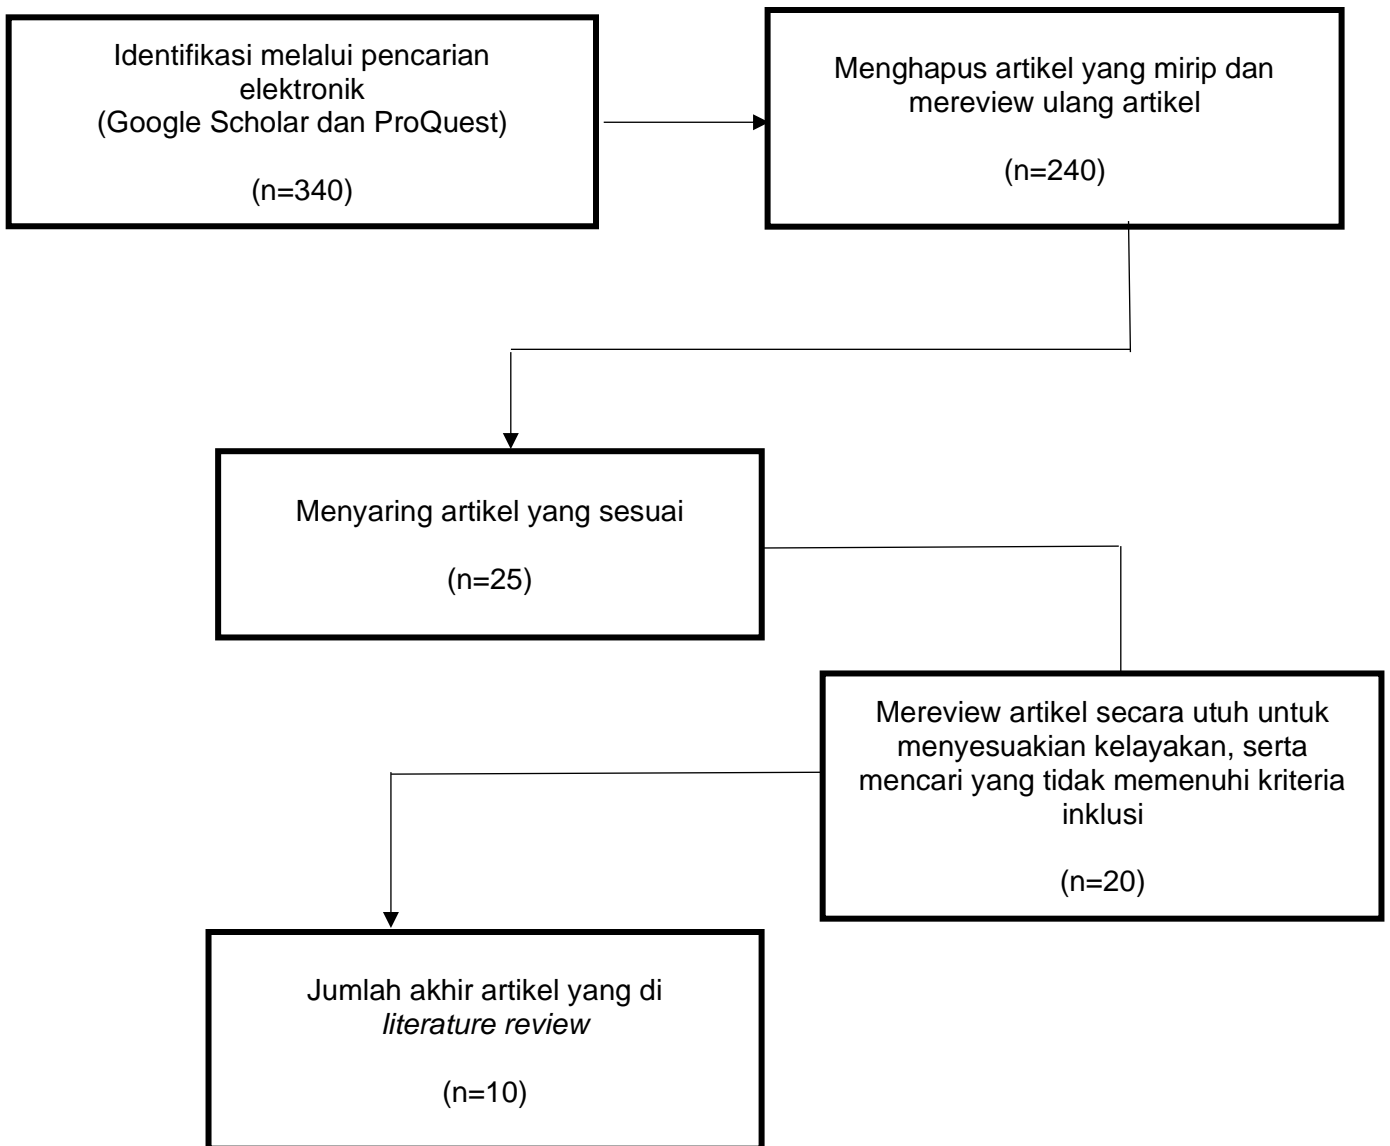 Identifikasi melalui pencarian
elektronik
(Google Scholar dan ProQuest)
(n=340)
Menghapus artikel yang mirip dan
mereview ulang artikel
(n=240)
Menyaring artikel yang sesuai
(n=25)
Mereview artikel secara utuh untuk
menyesuakian kelayakan, serta
mencari yang tidak memenuhi kriteria
inklusi
(n=20)
Jumlah akhir artikel yang di
literature review
(n=10)